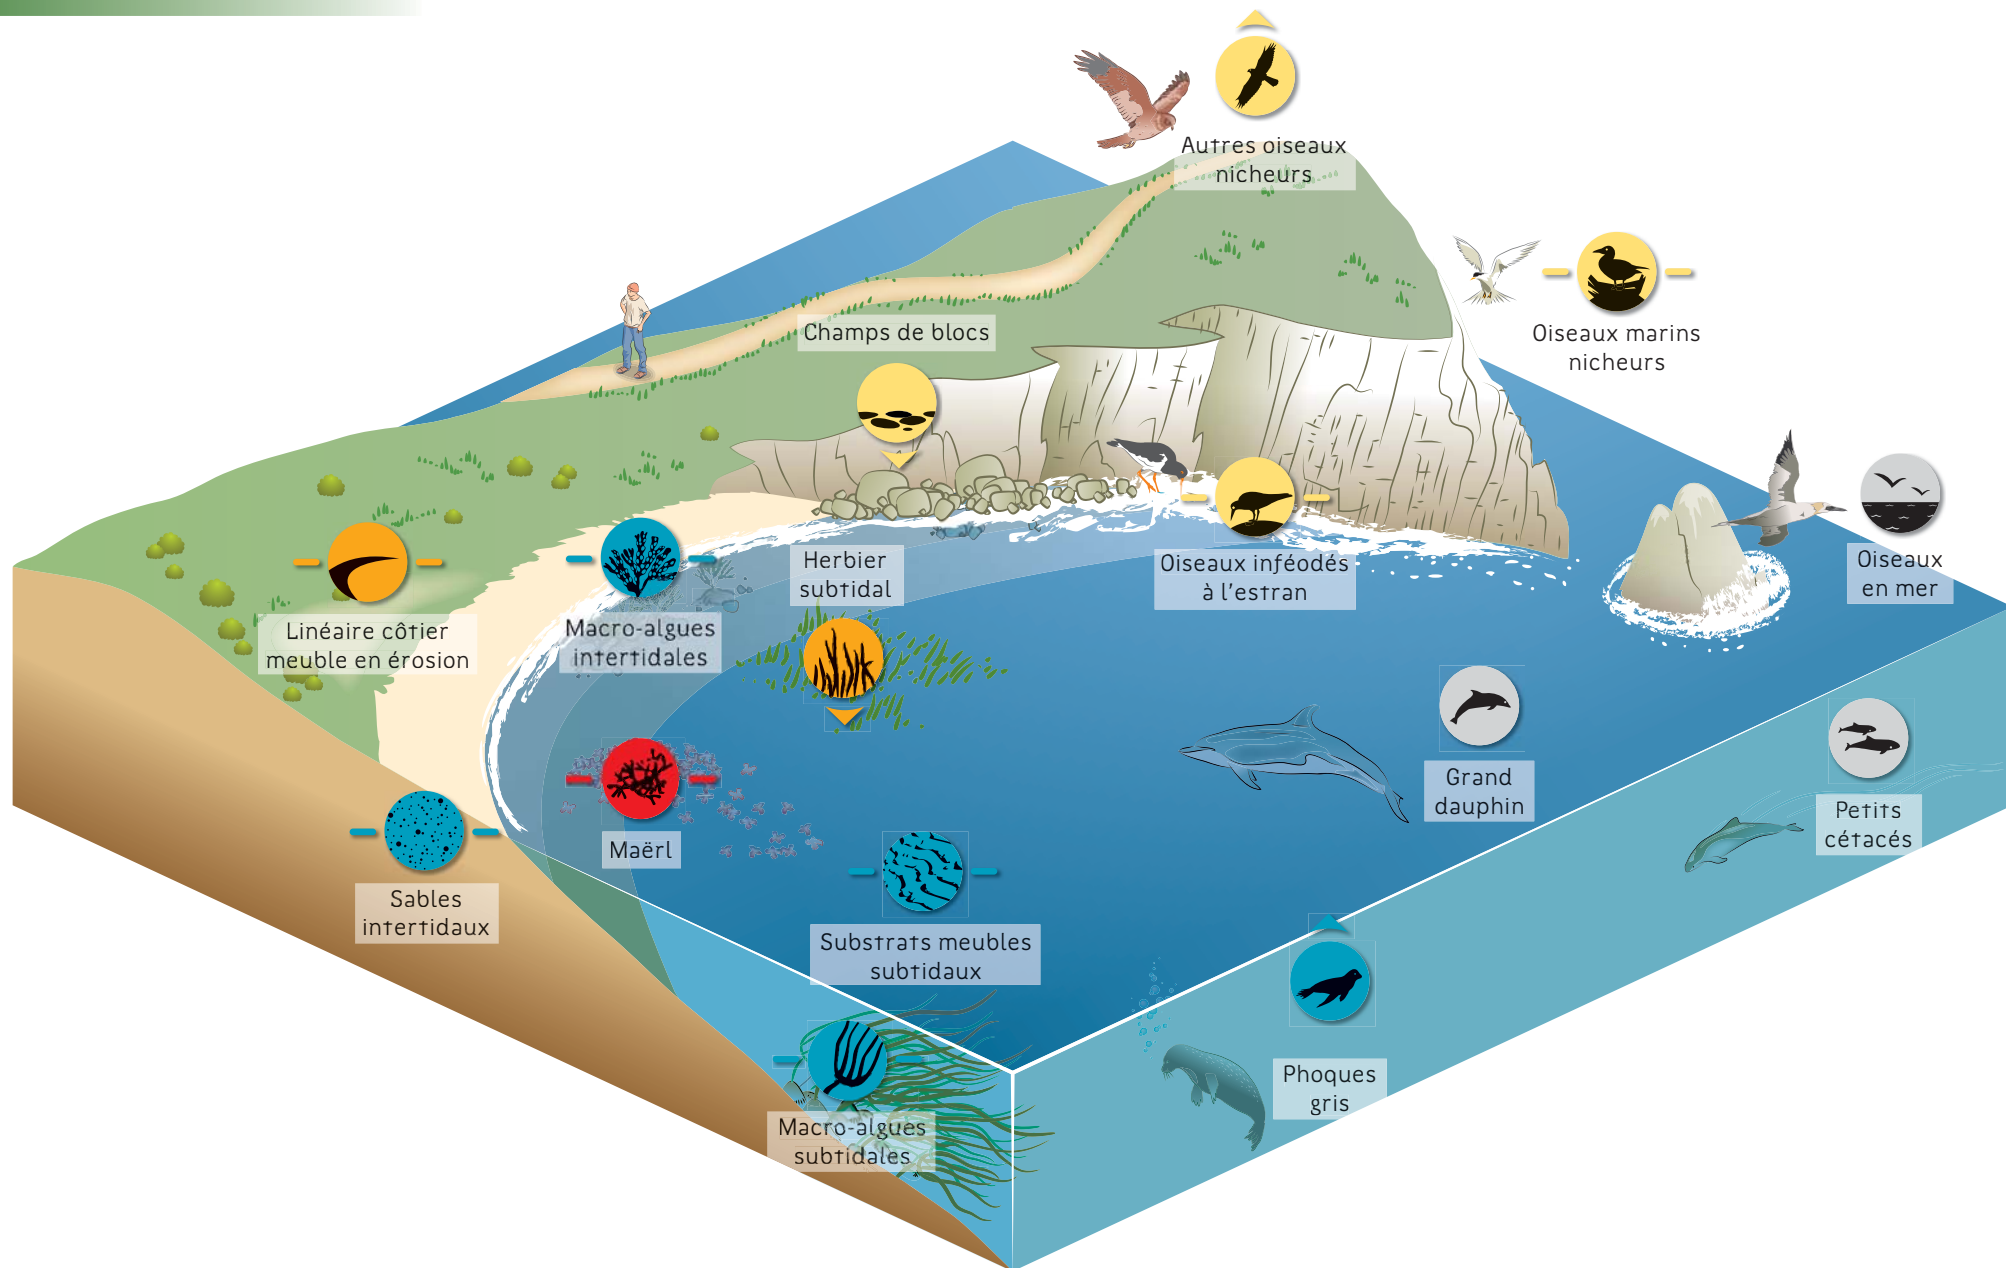 Autres oiseaux
nicheurs
Champs de blocs
Oiseaux marins
nicheurs
Herbier
subtidal
Oiseaux inféodés
à l'estran
Oiseaux
en mer
Linéaire côtier
meuble en érosion
Macro-algues
intertidales
Grand
dauphin
Petits
cétacés
Maërl
Sables
intertidaux
Substrats meubles
subtidaux
Phoques
gris
Macro-algues
subtidales